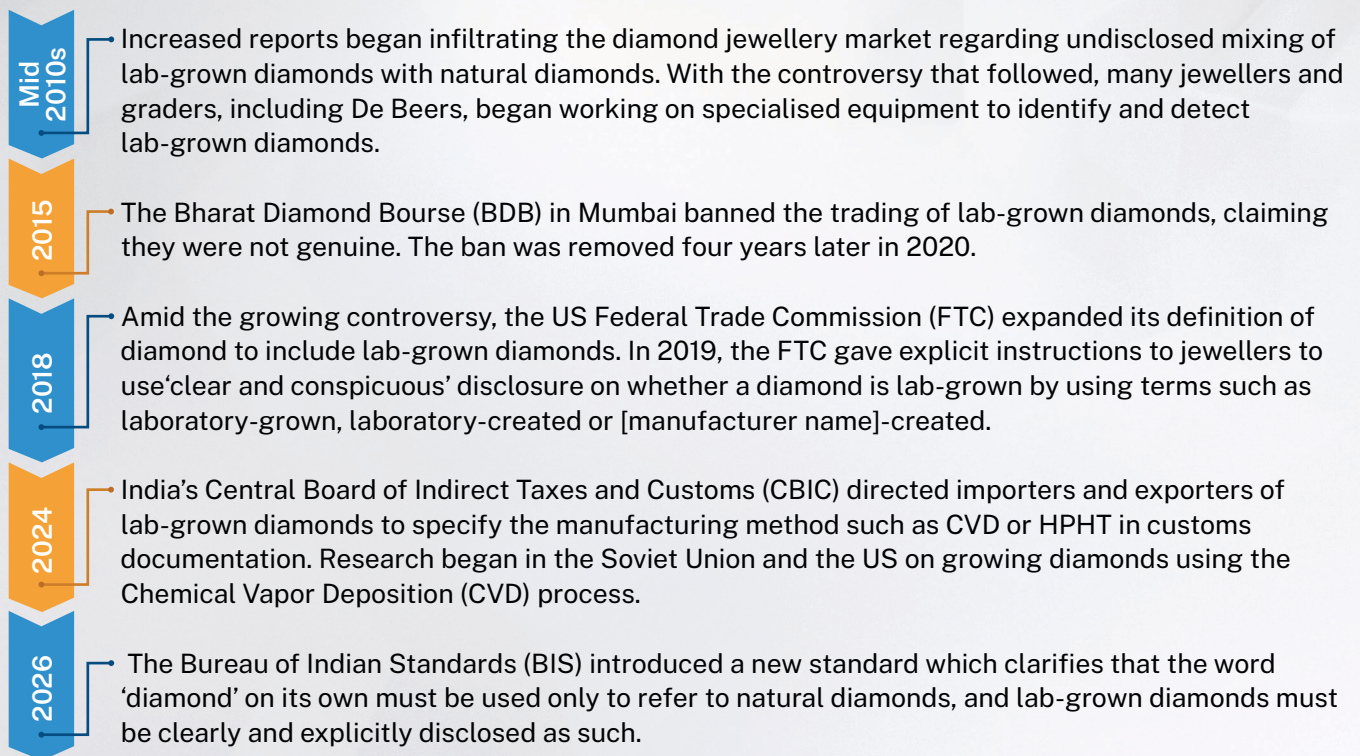 Mid
2010s
Increased reports began infiltrating the diamond jewellery market regarding undisclosed mixing of
lab-grown diamonds with natural diamonds. With the controversy that followed, many jewellers and
graders, including De Beers, began working on specialised equipment to identify and detect
lab-grown diamonds.
2015
The Bharat Diamond Bourse (BDB) in Mumbai banned the trading of lab-grown diamonds, claiming
they were not genuine. The ban was removed four years later in 2020.
2018
Amid the growing controversy, the US Federal Trade Commission (FTC) expanded its definition of
diamond to include lab-grown diamonds. In 2019, the FTC gave explicit instructions to jewellers to
use‘clear and conspicuous’ disclosure on whether a diamond is lab-grown by using terms such as
laboratory-grown, laboratory-created or [manufacturer name]-created.
2024
India’s Central Board of Indirect Taxes and Customs (CBIC) directed importers and exporters of
lab-grown diamonds to specify the manufacturing method such as CVD or HPHT in customs
documentation. Research began in the Soviet Union and the US on growing diamonds using the
Chemical Vapor Deposition (CVD) process.
2026
The Bureau of Indian Standards (BIS) introduced a new standard which clarifies that the word
‘diamond’ on its own must be used only to refer to natural diamonds, and lab-grown diamonds must
be clearly and explicitly disclosed as such.